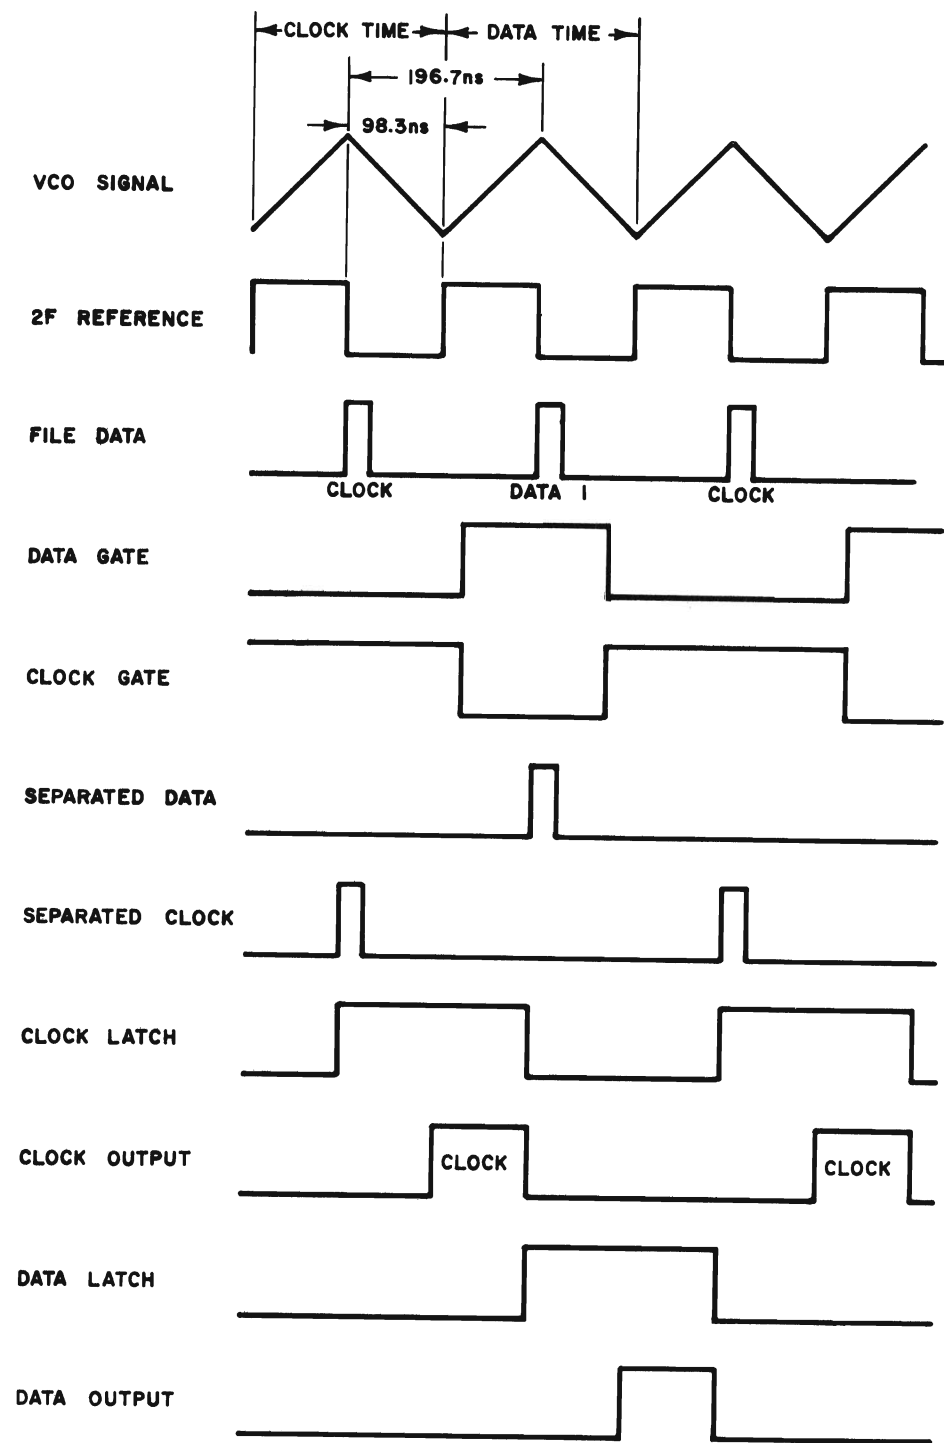 CLOCK TIME DATA TIME
196.7ns
98.3ns
VCO SIGNAL
2F REFERENCE
FILE DATA
CLOCK DATA 1 CLOCK
DATA GATE
CLOCK GATE
SEPARATED DATA
SEPARATED CLOCK
CLOCK LATCH
CLOCK OUTPUT
CLOCK CLOCK
DATA LATCH
DATA OUTPUT